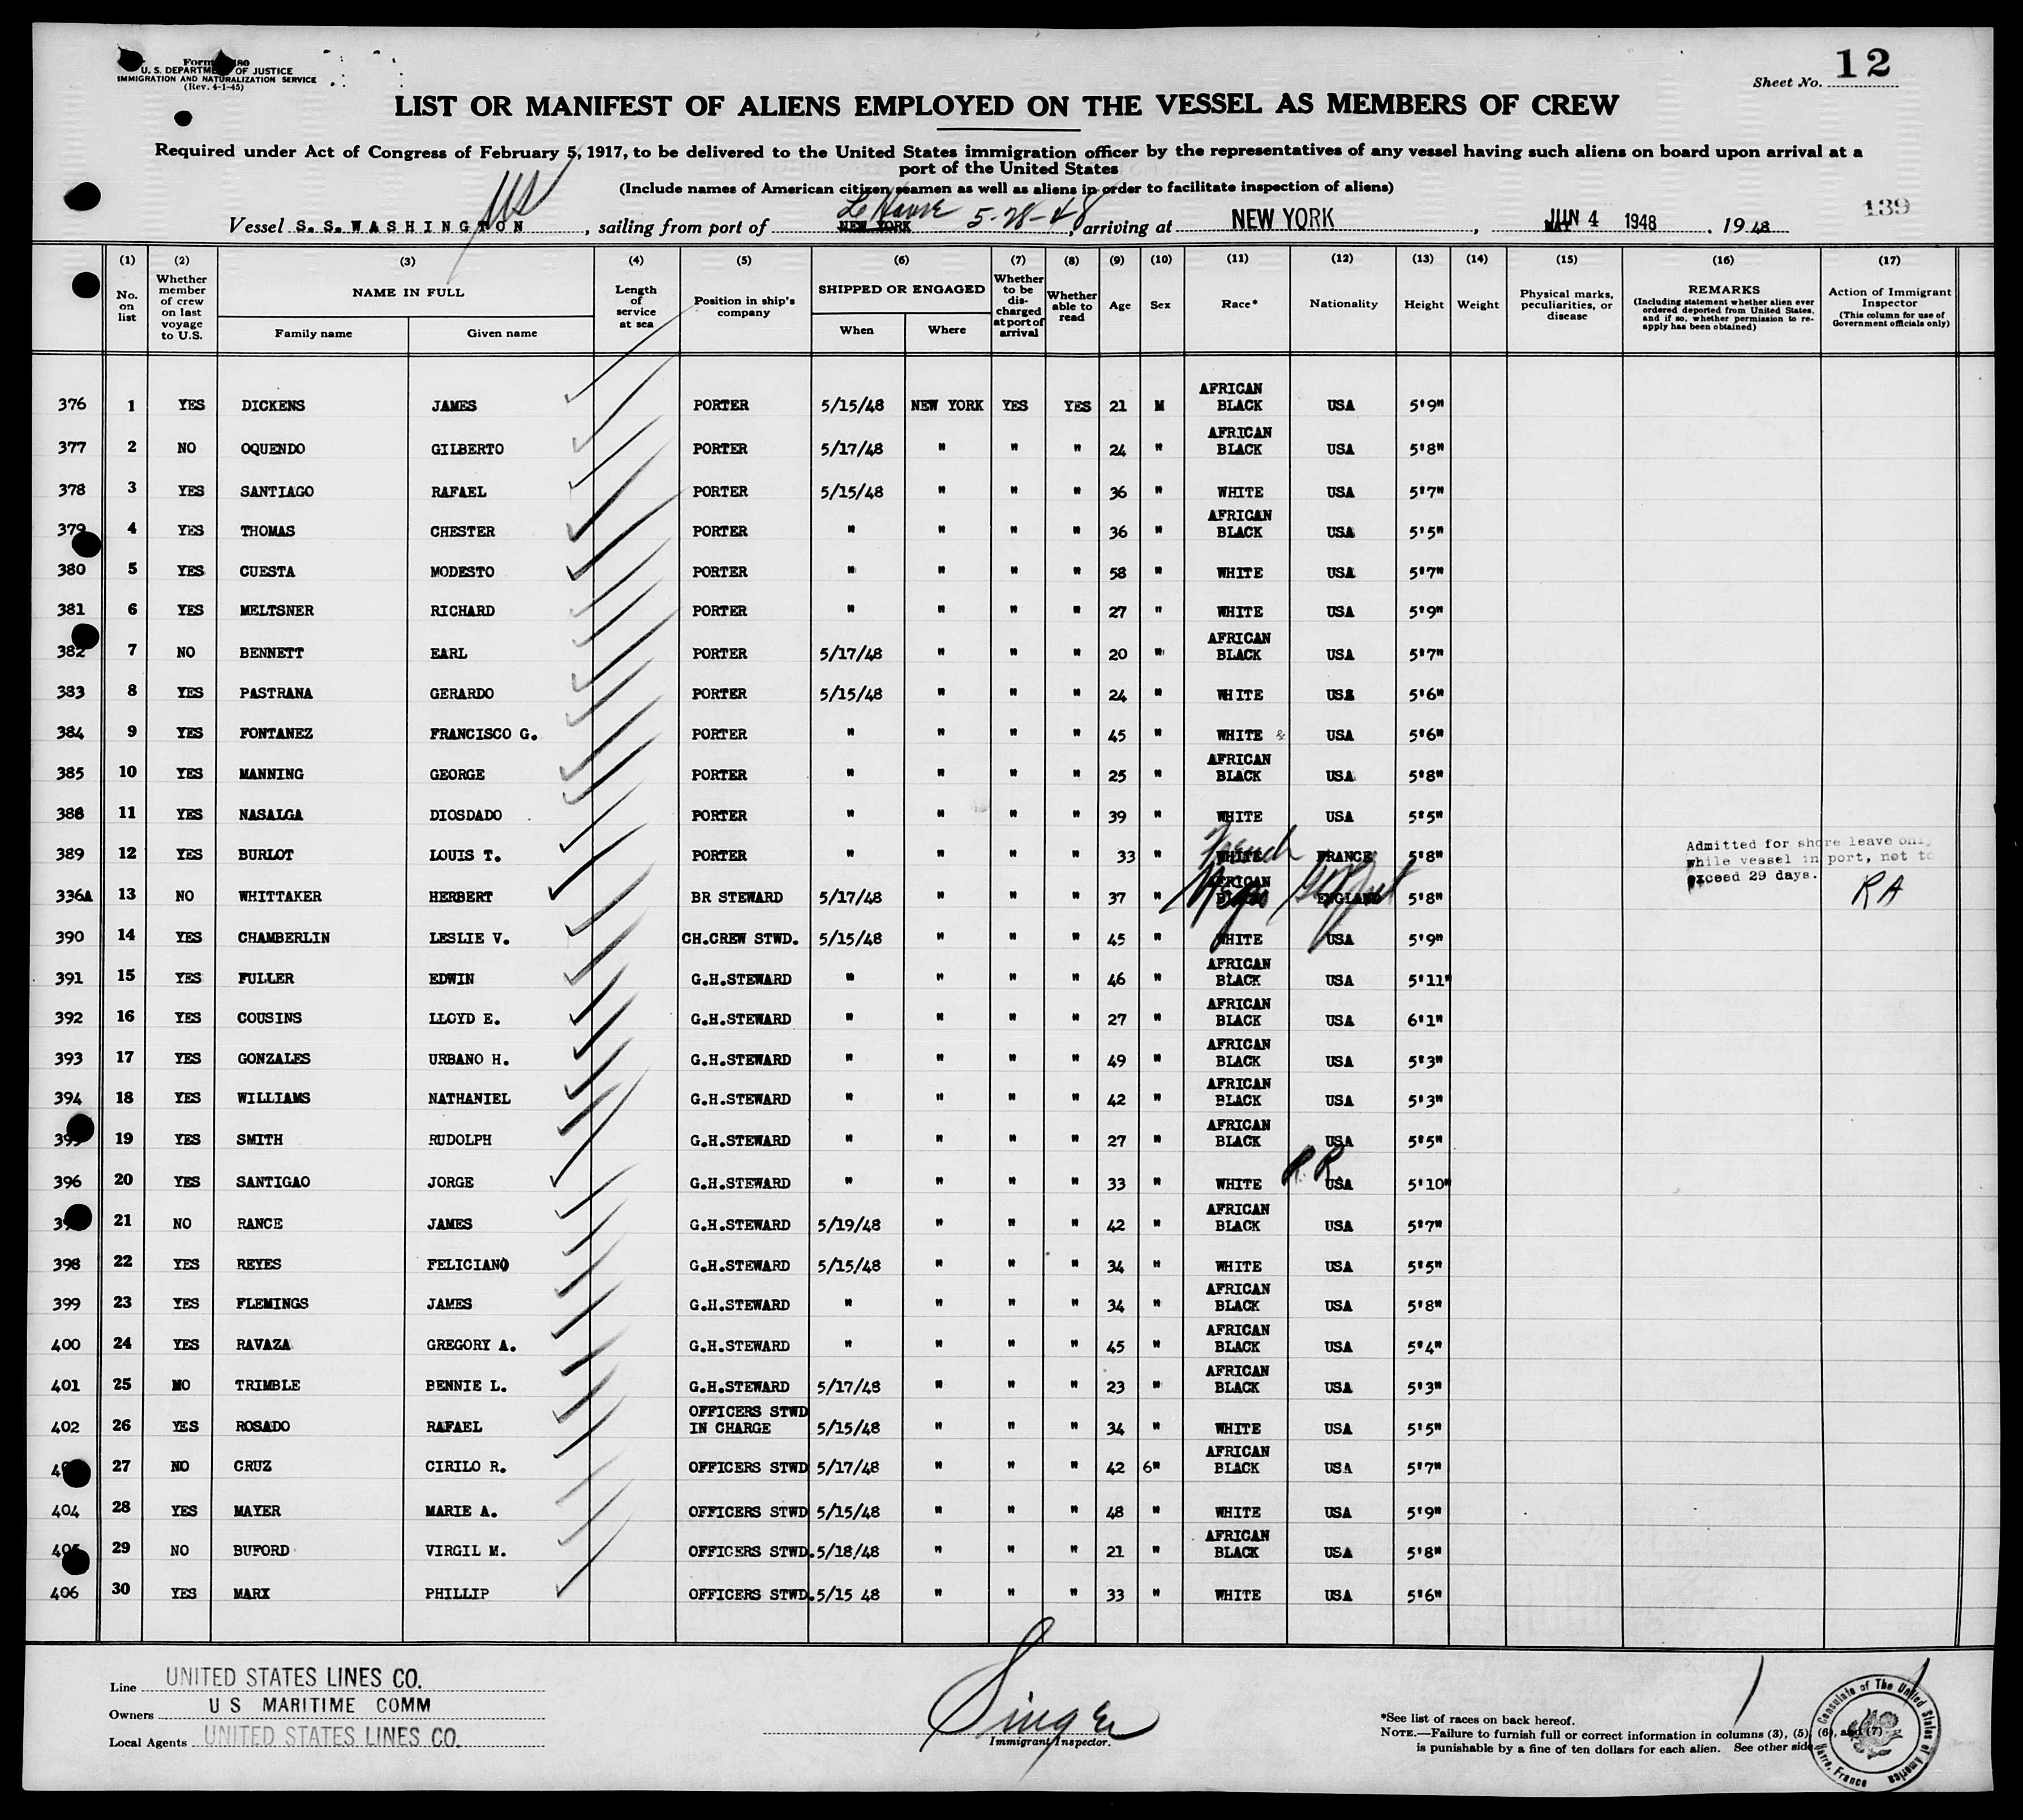 12
Form 480
U. S. DEPARTMENT OF JUSTICE
IMMIGRATION AND NATURALIZATION SERVICE
(Rev. 4-1-45)
Sheet No.
LIST OR MANIFEST OF ALIENS EMPLOYED ON THE VESSEL AS MEMBERS OF CREW
Required under Act of Congress of February 5, 1917, to be delivered to the United States immigration officer by the representatives of any vessel having such aliens on board upon arrival at a
port of the United States
(Include names of American citizen seamen as well as aliens in order to facilitate inspection of aliens)
139
Le Havre 5-28-48
Vessel S. S. WASHINGTON, sailing from port of NEW YORK, arriving at NEW YORK, JUN 4 1948, 1948
(1) (2) (3) (4) (5) (6) (7) (8) (9) (10) (11) (12) (13) (14) (15) (16) (17)
No. on list
Whether member of crew on last voyage to U.S.
NAME IN FULL
Family name
Given name
Length of service at sea
Position in ship's company
SHIPPED OR ENGAGED
When
Where
Whether to be discharged at port of arrival
Whether able to read
Age
Sex
Race*
Nationality
Height
Weight
Physical marks, peculiarities, or disease
REMARKS
(Including statement whether alien ever ordered deported from United States, and if so, whether permission to reapply has been obtained)
Action of Immigrant Inspector
(This column for use of Government officials only)
376 1 YES DICKENS JAMES PORTER 5/15/48 NEW YORK YES YES 21 M AFRICAN BLACK USA 5'9"
377 2 NO OQUENDO GILBERTO PORTER 5/17/48 " " " 24 " AFRICAN BLACK USA 5'8"
378 3 YES SANTIAGO RAFAEL PORTER 5/15/48 " " " 36 " WHITE USA 5'7"
379 4 YES THOMAS CHESTER PORTER " " " " 36 " AFRICAN BLACK USA 5'5"
380 5 YES CUESTA MODESTO PORTER " " " " 58 " WHITE USA 5'7"
381 6 YES MELTSNER RICHARD PORTER " " " " 27 " WHITE USA 5'9"
382 7 NO BENNETT EARL PORTER 5/17/48 " " " 20 " AFRICAN BLACK USA 5'7"
383 8 YES PASTRANA GERARDO PORTER 5/15/48 " " " 24 " WHITE USA 5'6"
384 9 YES FONTANEZ FRANCISCO G. PORTER " " " " 45 " WHITE USA 5'6"
385 10 YES MANNING GEORGE PORTER " " " " 25 " AFRICAN BLACK USA 5'8"
388 11 YES NASALGA DIOSDADO PORTER " " " " 39 " WHITE USA 5'5"
389 12 YES BURLOT LOUIS T. PORTER " " " " 33 " WHITE French FRANCE 5'8"
Admitted for shore leave only
while vessel in port, not to
exceed 29 days.
RA
336A 13 NO WHITTAKER HERBERT BR STEWARD 5/17/48 " " " 37 " AFRICAN BLACK Negro ENGLAND 5'8"
390 14 YES CHAMBERLIN LESLIE V. CH.CREW STWD. 5/15/48 " " " 45 " WHITE USA 5'9"
391 15 YES FULLER EDWIN G.H.STEWARD " " " " 46 " AFRICAN BLACK USA 5'11"
392 16 YES COUSINS LLOYD E. G.H.STEWARD " " " " 27 " AFRICAN BLACK USA 6'1"
393 17 YES GONZALES URBANO H. G.H.STEWARD " " " " 49 " AFRICAN BLACK USA 5'3"
394 18 YES WILLIAMS NATHANIEL G.H.STEWARD " " " " 42 " AFRICAN BLACK USA 5'3"
395 19 YES SMITH RUDOLPH G.H.STEWARD " " " " 27 " AFRICAN BLACK USA 5'5"
396 20 YES SANTIGAO JORGE G.H.STEWARD " " " " 33 " WHITE P.R. USA 5'10"
21 NO RANCE JAMES G.H.STEWARD 5/19/48 " " " 42 " AFRICAN BLACK USA 5'7"
398 22 YES REYES FELICIANO G.H.STEWARD 5/15/48 " " " 34 " WHITE USA 5'5"
399 23 YES FLEMINGS JAMES G.H.STEWARD " " " " 34 " AFRICAN BLACK USA 5'8"
400 24 YES RAVAZA GREGORY A. G.H.STEWARD " " " " 45 " AFRICAN BLACK USA 5'4"
401 25 NO TRIMBLE BENNIE L. G.H.STEWARD 5/17/48 " " " 23 " AFRICAN BLACK USA 5'3"
402 26 YES ROSADO RAFAEL OFFICERS STWD IN CHARGE 5/15/48 " " " 34 " WHITE USA 5'5"
27 NO CRUZ CIRILO R. OFFICERS STWD 5/17/48 " " " 42 6" AFRICAN BLACK USA 5'7"
404 28 YES MAYER MARIE A. OFFICERS STWD 5/15/48 " " " 48 " WHITE USA 5'9"
405 29 NO BUFORD VIRGIL M. OFFICERS STWD. 5/18/48 " " " 21 " AFRICAN BLACK USA 5'8"
406 30 YES MARX PHILLIP OFFICERS STWD. 5/15 48 " " " 33 " WHITE USA 5'6"
Line UNITED STATES LINES CO.
Owners U S MARITIME COMM
Local Agents UNITED STATES LINES CO.
Singer
Immigrant Inspector.
*See list of races on back hereof.
NOTE.—Failure to furnish full or correct information in columns (3), (5), (6), and (7)
is punishable by a fine of ten dollars for each alien. See other side.
Consulate of The United States of America
Havre, France